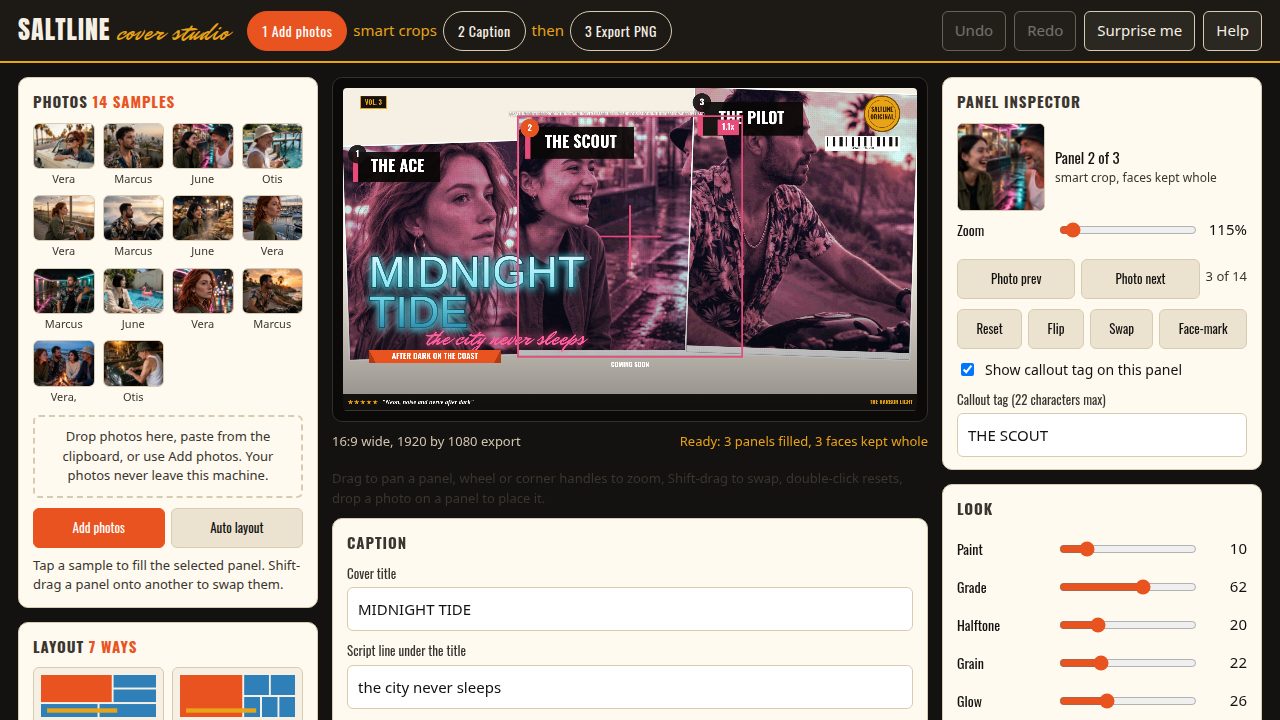 SALTLINE cover studio
1 Add photos smart crops 2 Caption then 3 Export PNG
Undo Redo Surprise me Help
PHOTOS 14 SAMPLES
Vera Marcus June Otis
Vera Marcus June Vera
Marcus June Vera Marcus
Vera, Otis
Drop photos here, paste from the
clipboard, or use Add photos. Your
photos never leave this machine.
Add photos Auto layout
Tap a sample to fill the selected panel. Shift-
drag a panel onto another to swap them.
LAYOUT 7 WAYS
VOL. 3
1 THE ACE
2 THE SCOUT
3 THE PILOT
1.1x
SALTLINE
ORIGINAL
MIDNIGHT
TIDE
the city never sleeps
AFTER DARK ON THE COAST
COMING SOON
★★★★★ "Neon, noise and nerve after dark"
THE HARBOR LIGHT
16:9 wide, 1920 by 1080 export
Ready: 3 panels filled, 3 faces kept whole
Drag to pan a panel, wheel or corner handles to zoom, Shift-drag to swap, double-click resets,
drop a photo on a panel to place it.
CAPTION
Cover title
MIDNIGHT TIDE
Script line under the title
the city never sleeps
PANEL INSPECTOR
Panel 2 of 3
smart crop, faces kept whole
Zoom 115%
Photo prev Photo next 3 of 14
Reset Flip Swap Face-mark
Show callout tag on this panel
Callout tag (22 characters max)
THE SCOUT
LOOK
Paint 10
Grade 62
Halftone 20
Grain 22
Glow 26